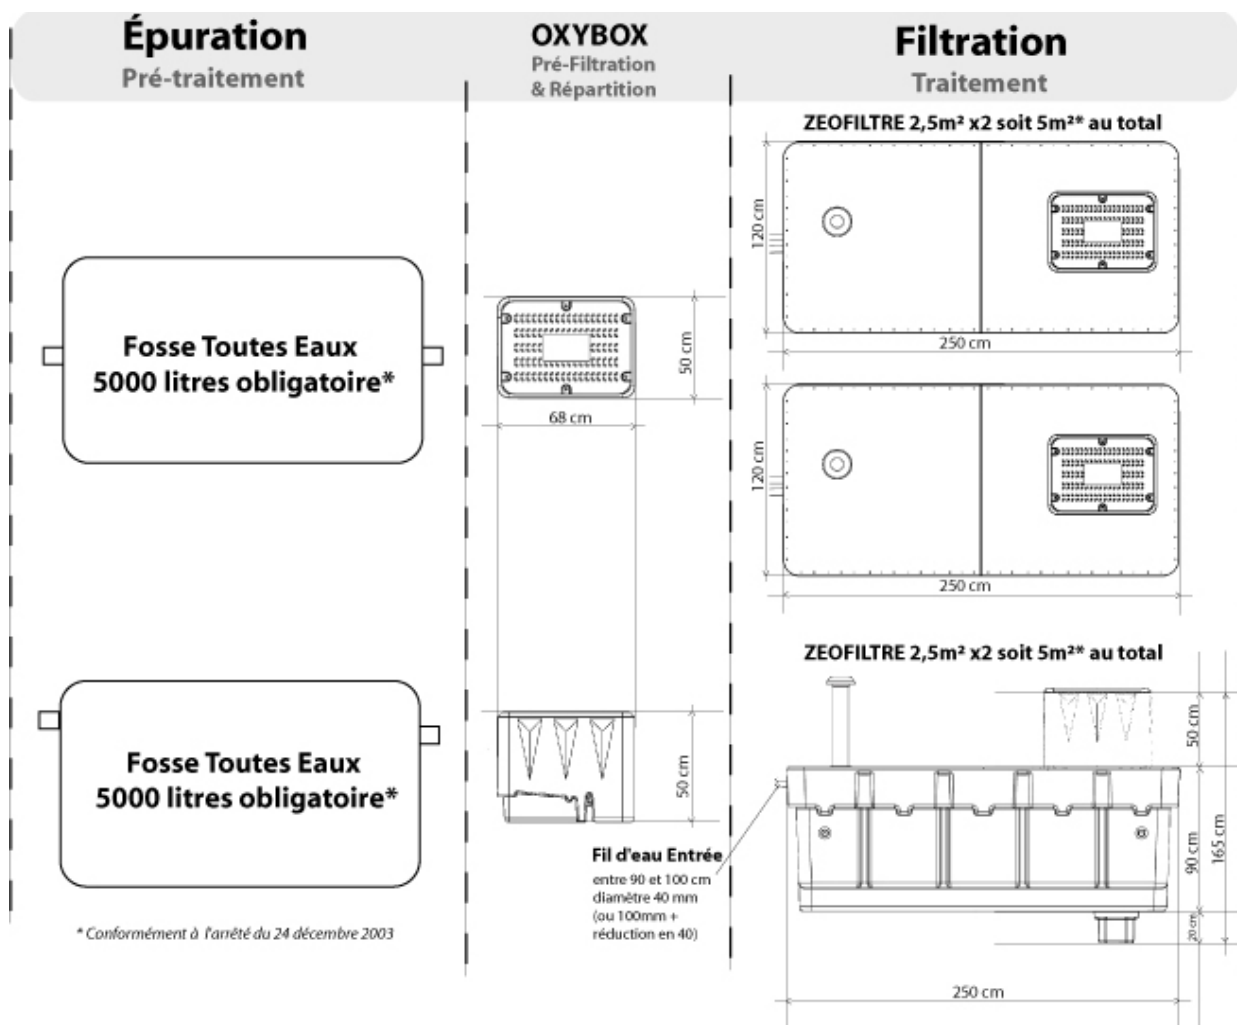 Épuration
Pré-traitement
OXYBOX
Pré-Filtration
& Répartition
Filtration
Traitement
ZEOFILTRE 2,5m² x2 soit 5m²* au total
120 cm
250 cm
Fosse Toutes Eaux
5000 litres obligatoire*
50 cm
68 cm
120 cm
250 cm
ZEOFILTRE 2,5m² x2 soit 5m²* au total
Fosse Toutes Eaux
5000 litres obligatoire*
50 cm
50 cm
90 cm
165 cm
20 cm
250 cm
Fil d'eau Entrée
entre 90 et 100 cm
diamètre 40 mm
(ou 100mm +
réduction en 40)
* Conformément à l'arrêté du 24 décembre 2003